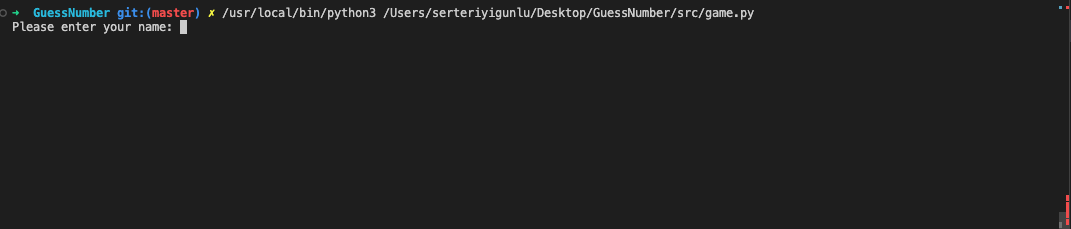 ➜  GuessNumber git:(master) ✗ /usr/local/bin/python3 /Users/serteriyigunlu/Desktop/GuessNumber/src/game.py
Please enter your name: